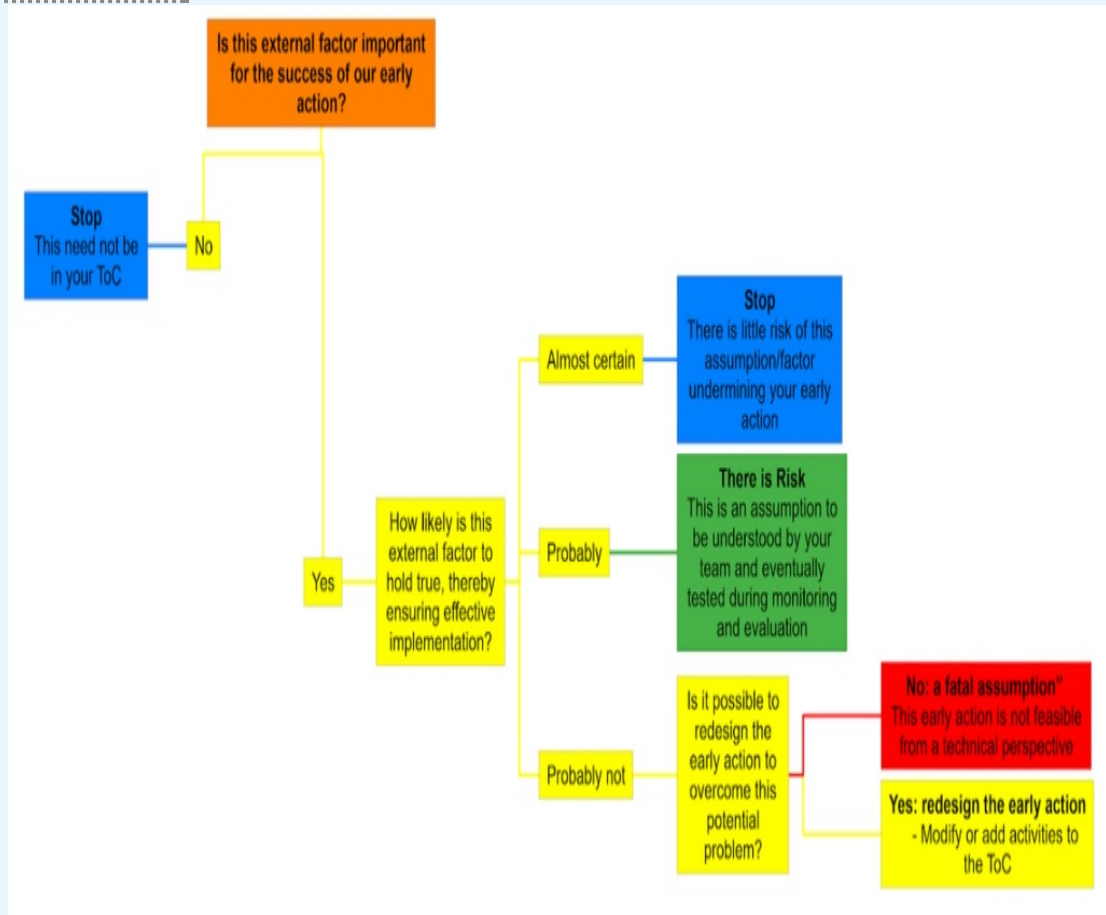 Is this external factor important
for the success of our early
action?
Stop
This need not be
in your ToC
No
Yes
How likely is this
external factor to
hold true, thereby
ensuring effective
implementation?
Almost certain
Stop
There is little risk of this
assumption/factor
undermining your early
action
Probably
There is Risk
This is an assumption to
be understood by your
team and eventually
tested during monitoring
and evaluation
Probably not
Is it possible to
redesign the
early action to
overcome this
potential
problem?
No: a fatal assumption"
This early action is not feasible
from a technical perspective
Yes: redesign the early action
- Modify or add activities to
the ToC